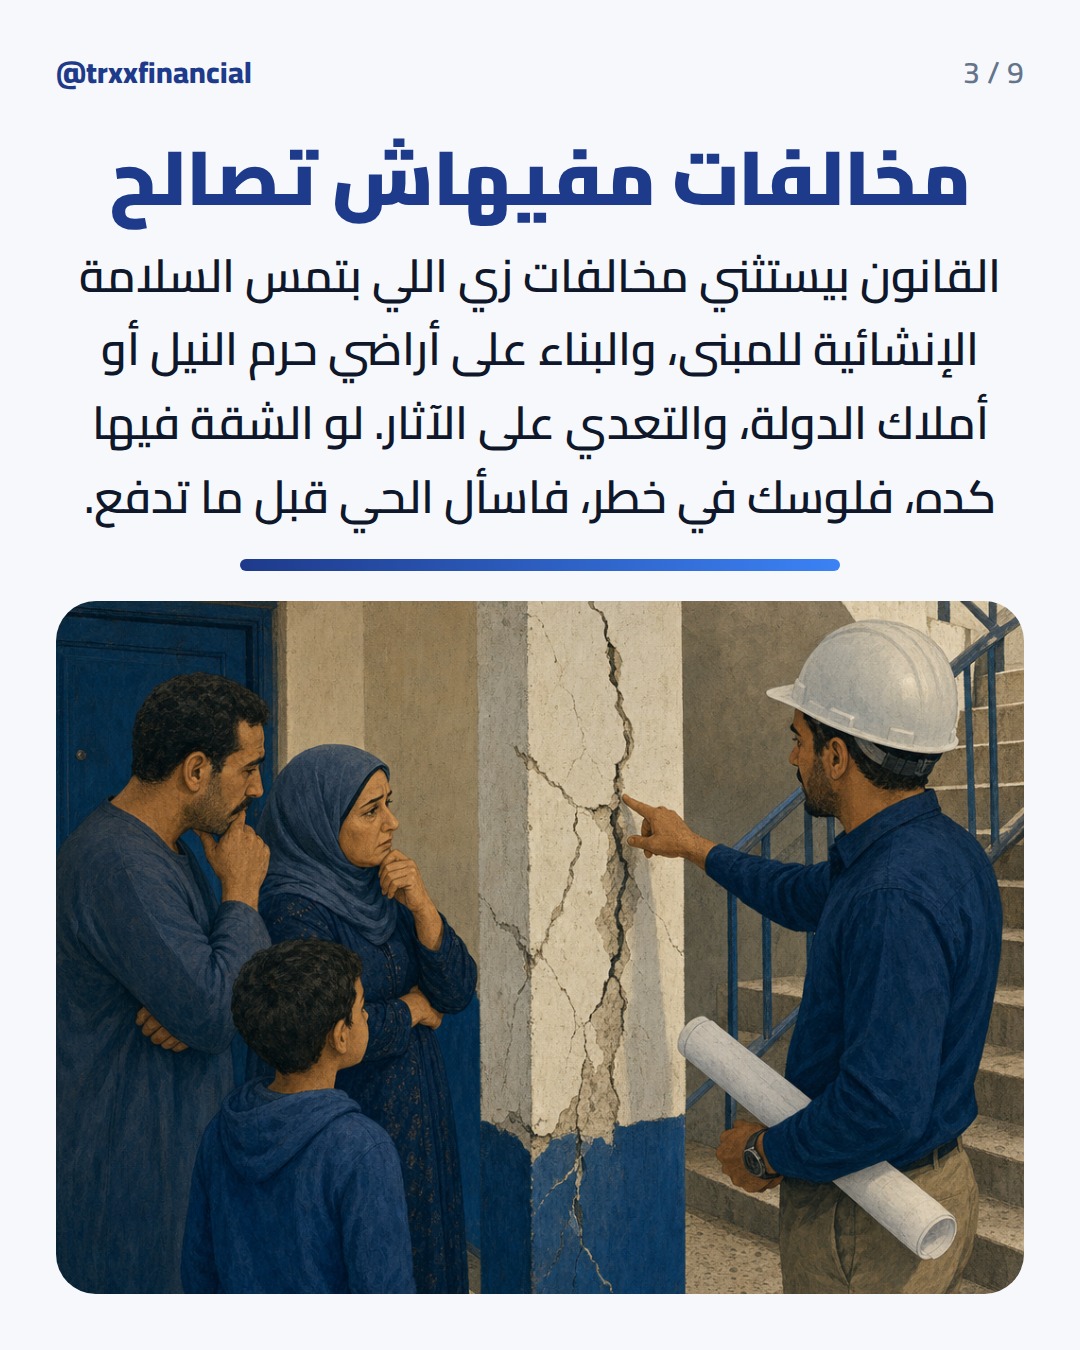 @trxxfinancial
3 / 9
مخالفات مفيهاش تصالح
القانون بيستثني مخالفات زي اللي بتمس السلامة
الإنشائية للمبنى، والبناء على أراضي حرم النيل أو
أملاك الدولة، والتعدي على الآثار. لو الشقة فيها
كده، فلوسك في خطر، فاسأل الحي قبل ما تدفع.